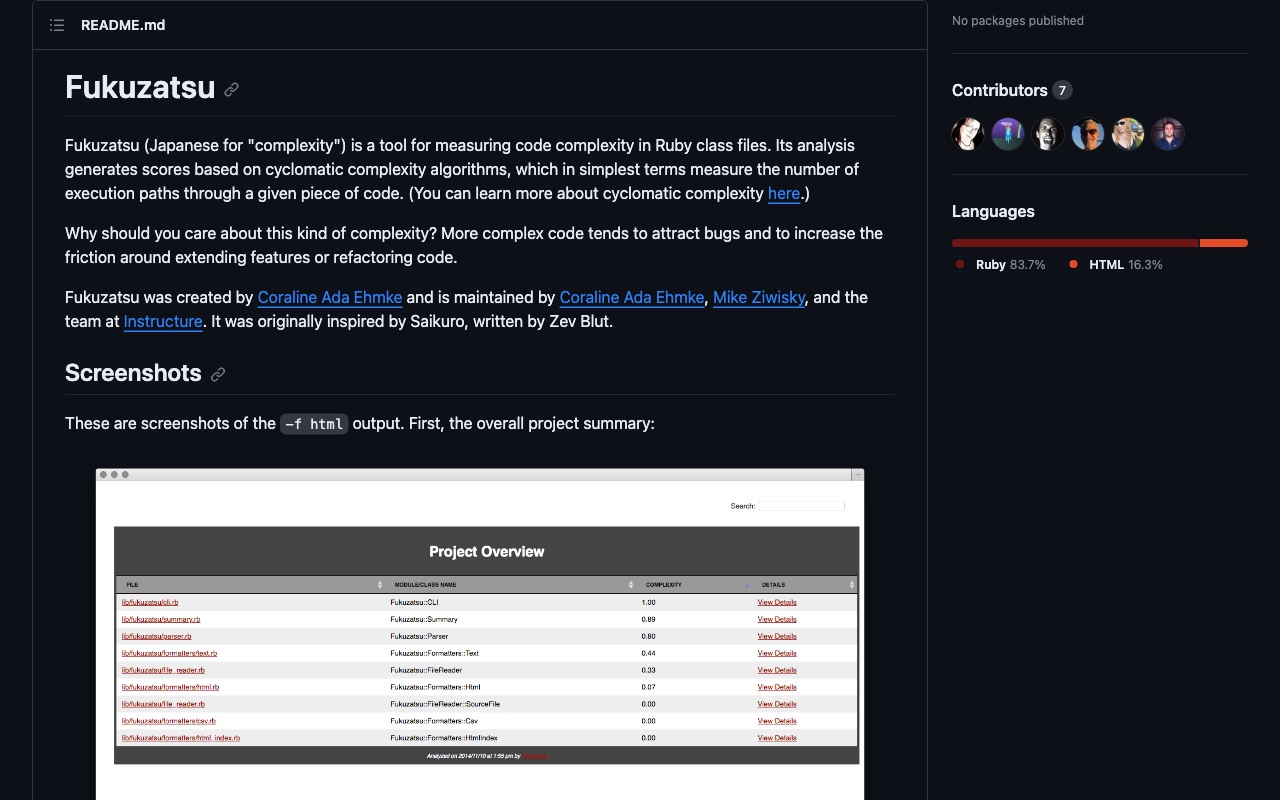 README.md
Fukuzatsu
Fukuzatsu (Japanese for "complexity") is a tool for measuring code complexity in Ruby class files. Its analysis
generates scores based on cyclomatic complexity algorithms, which in simplest terms measure the number of
execution paths through a given piece of code. (You can learn more about cyclomatic complexity here.)
Why should you care about this kind of complexity? More complex code tends to attract bugs and to increase the
friction around extending features or refactoring code.
Fukuzatsu was created by Coraline Ada Ehmke and is maintained by Coraline Ada Ehmke, Mike Ziwisky, and the
team at Instructure. It was originally inspired by Saikuro, written by Zev Blut.
Screenshots
These are screenshots of the -f html output. First, the overall project summary:
Search:
Project Overview
FILE MODULE/CLASS NAME COMPLEXITY DETAILS
lib/fukuzatsu/cli.rb Fukuzatsu::CLI 1.00 View Details
lib/fukuzatsu/summary.rb Fukuzatsu::Summary 0.89 View Details
lib/fukuzatsu/parser.rb Fukuzatsu::Parser 0.80 View Details
lib/fukuzatsu/formatters/text.rb Fukuzatsu::Formatters::Text 0.44 View Details
lib/fukuzatsu/file_reader.rb Fukuzatsu::FileReader 0.33 View Details
lib/fukuzatsu/formatters/html.rb Fukuzatsu::Formatters::Html 0.07 View Details
lib/fukuzatsu/file_reader.rb Fukuzatsu::FileReader::SourceFile 0.00 View Details
lib/fukuzatsu/formatters/csv.rb Fukuzatsu::Formatters::Csv 0.00 View Details
lib/fukuzatsu/formatters/html_index.rb Fukuzatsu::Formatters::HtmlIndex 0.00 View Details
Analyzed on 2014/11/10 at 1:55 pm by
No packages published
Contributors 7
Languages
Ruby 83.7% HTML 16.3%